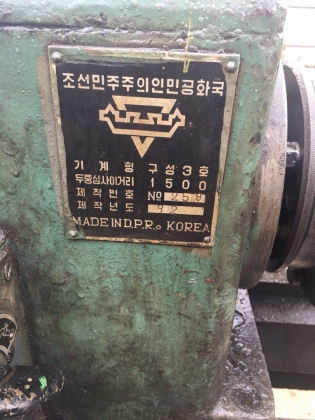 조선민주주의인민공화국
기계형 구성3호
두중심사이거리 1500
제작번호 No 259
제작년도 82
MADE IN D.P.R. KOREA